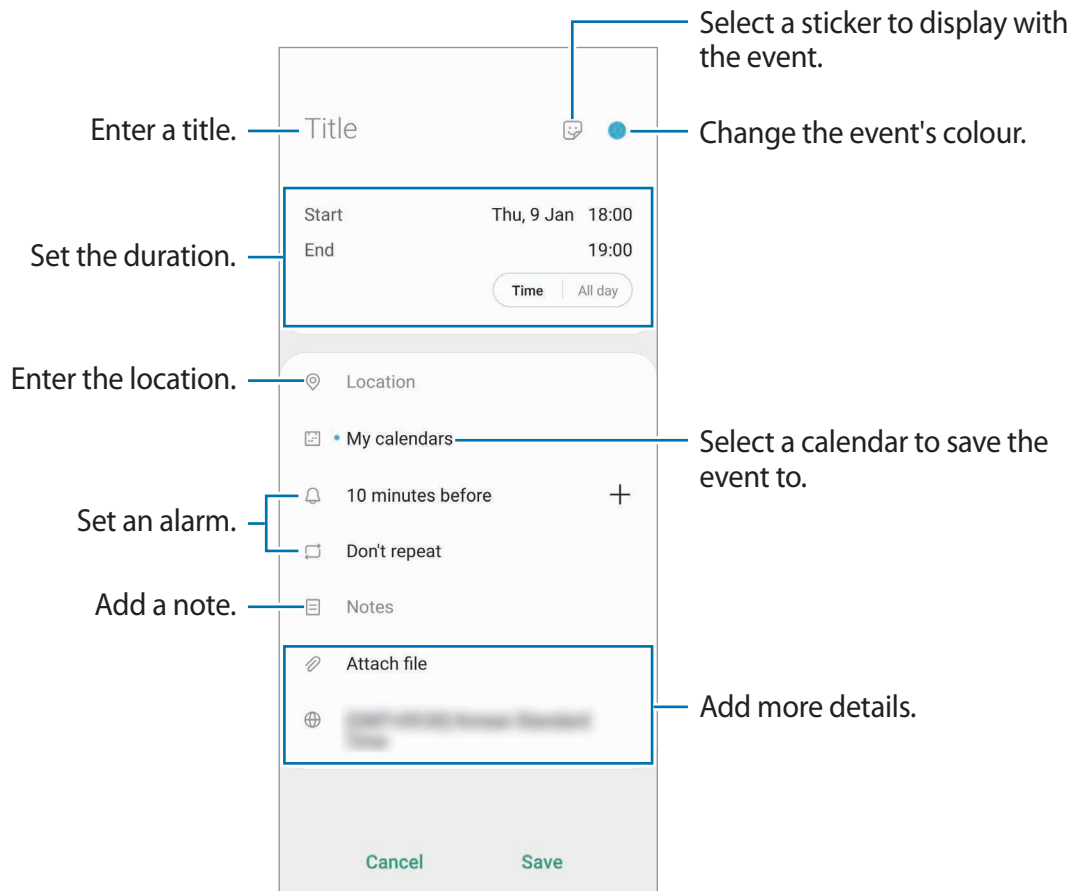 Select a sticker to display with
the event.
Enter a title.
Title
Change the event's colour.
Start
Thu, 9 Jan 18:00
Set the duration.
End
19:00
Time
All day
Enter the location.
Location
My calendars
Select a calendar to save the
event to.
10 minutes before
Set an alarm.
Don't repeat
Add a note.
Notes
Attach file
Add more details.
Cancel
Save